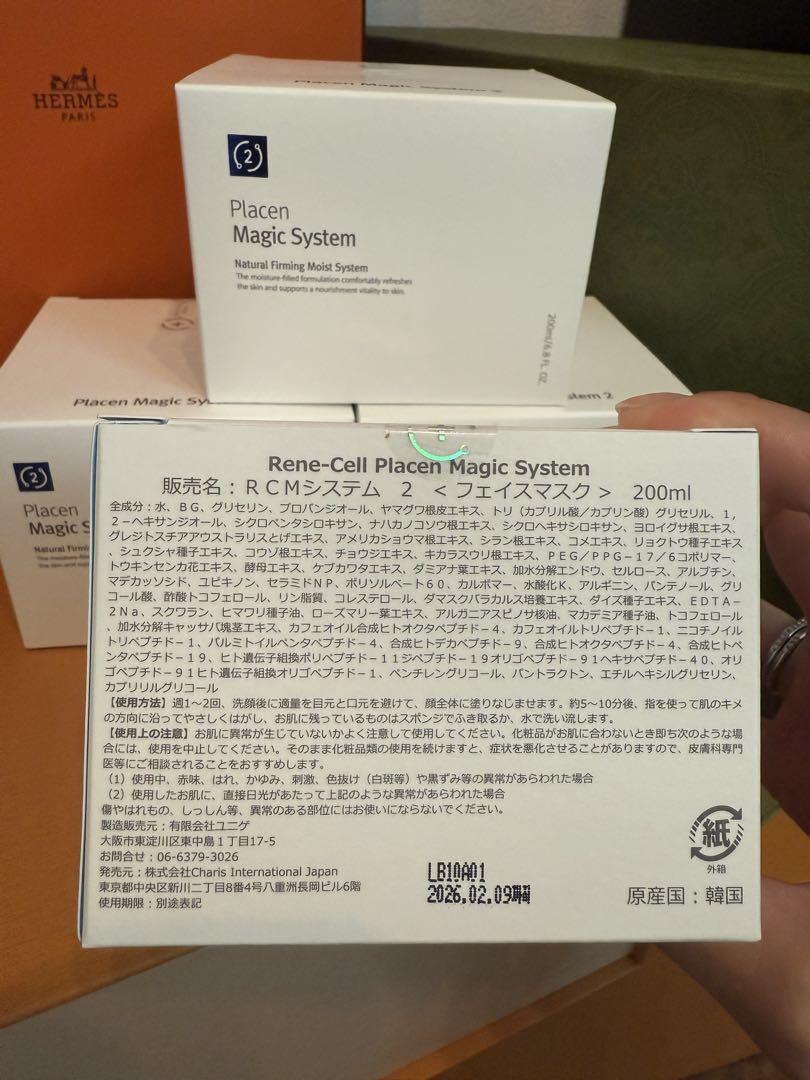 HERMÈS
PARIS
Placen Magic System 2
2
Placen
Magic System
Natural Firming Moist System
The moisture-filled formulation comfortably refreshes
the skin and supports a nourishment vitality to skin.
200ml/6.8 FL. OZ.
Placen Magic Sy
stem 2
2
Placen
Magic S
Natural Firmi
Rene-Cell Placen Magic System
販売名：ＲＣＭシステム　２　＜フェイスマスク＞　200ml
全成分：水、ＢＧ、グリセリン、プロパンジオール、ヤマグワ根皮エキス、トリ（カプリル酸／カプリン酸）グリセリル、１,
２－ヘキサンジオール、シクロペンタシロキサン、ナハカノコソウ根エキス、シクロヘキサシロキサン、ヨロイグサ根エキス、
グレジトスチアアウストラリスとげエキス、アメリカショウマ根エキス、シラン根エキス、コメエキス、リョクトウ種子エキス
、シュクシャ種子エキス、コウゾ根エキス、チョウジエキス、キカラスウリ根エキス、ＰＥＧ／ＰＰＧ－１７／６コポリマー、
トウキンセンカ花エキス、酵母エキス、ケブカワタエキス、ダミアナ葉エキス、加水分解エンドウ、セルロース、アルブチン、
マデカッソシド、ユビキノン、セラミドＮＰ、ポリソルベート６０、カルボマー、水酸化Ｋ、アルギニン、パンテノール、グリ
コール酸、酢酸トコフェロール、リン脂質、コレステロール、ダマスクバラカルス培養エキス、ダイズ種子エキス、ＥＤＴＡ－
２Ｎａ、スクワラン、ヒマワリ種子油、ローズマリー葉エキス、アルガニアスピノサ核油、マカデミア種子油、トコフェロール
、加水分解キャッサバ塊茎エキス、カフェオイル合成ヒトオクタペプチド－４、カフェオイルトリペプチド－１、ニコチノイル
トリペプチド－１、パルミトイルペンタペプチド－４、合成ヒトデカペプチド－９、合成ヒトオクタペプチド－４、合成ヒトペ
ンタペプチド－１９、ヒト遺伝子組換ポリペプチド－１１ジペプチド－１９オリゴペプチド－９１ヘキサペプチド－４０、オリ
ゴペプチド－９１ヒト遺伝子組換オリゴペプチド－１、ペンチレングリコール、パントラクトン、エチルヘキシルグリセリン、
カプリリルグリコール
【使用方法】週1～2回、洗顔後に適量を目元と口元を避けて、顔全体に塗りなじませます。約5～10分後、指を使って肌のキメ
の方向に沿ってやさしくはがし、お肌に残っているものはスポンジでふき取るか、水で洗い流します。
【使用上の注意】お肌に異常が生じていないかよく注意して使用してください。化粧品がお肌に合わないとき即ち次のような場
合には、使用を中止してください。そのまま化粧品類の使用を続けますと、症状を悪化させることがありますので、皮膚科専門
医等にご相談されることをおすすめします。
（1）使用中、赤味、はれ、かゆみ、刺激、色抜け（白斑等）や黒ずみ等の異常があらわれた場合
（2）使用したお肌に、直接日光があたって上記のような異常があらわれた場合
傷やはれもの、しっしん等、異常のある部位にはお使いにならないでください。
製造販売元：有限会社ユニゲ
大阪市東淀川区東中島１丁目17-5
お問合せ：06-6379-3026
発売元：株式会社Charis International Japan
東京都中央区新川二丁目8番4号八重洲長岡ビル6階
使用期限：別途表記
LB10A01
2026.02.09
紙
外箱
原産国：韓国